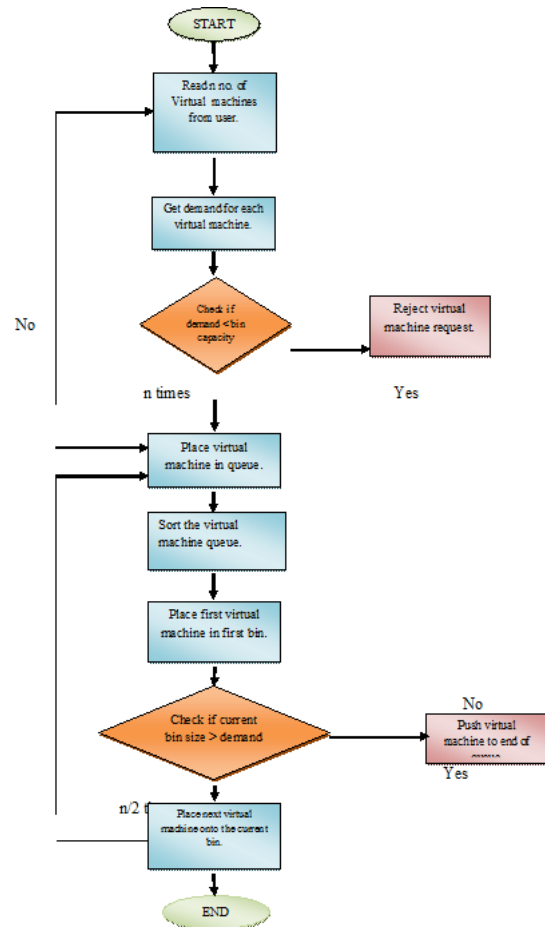 START
Read n no. of
Virtual machines
from user.
Get demand for each
virtual machine.
Check if
demand < bin
capacity
Reject virtual
machine request.
No
n times
Yes
Place virtual
machine in queue.
Sort the virtual
machine queue.
Place first virtual
machine in first bin.
Check if current
bin size > demand
No
Push virtual
machine to end of
Yes
n/2
Place next virtual
machine onto the current
bin.
END